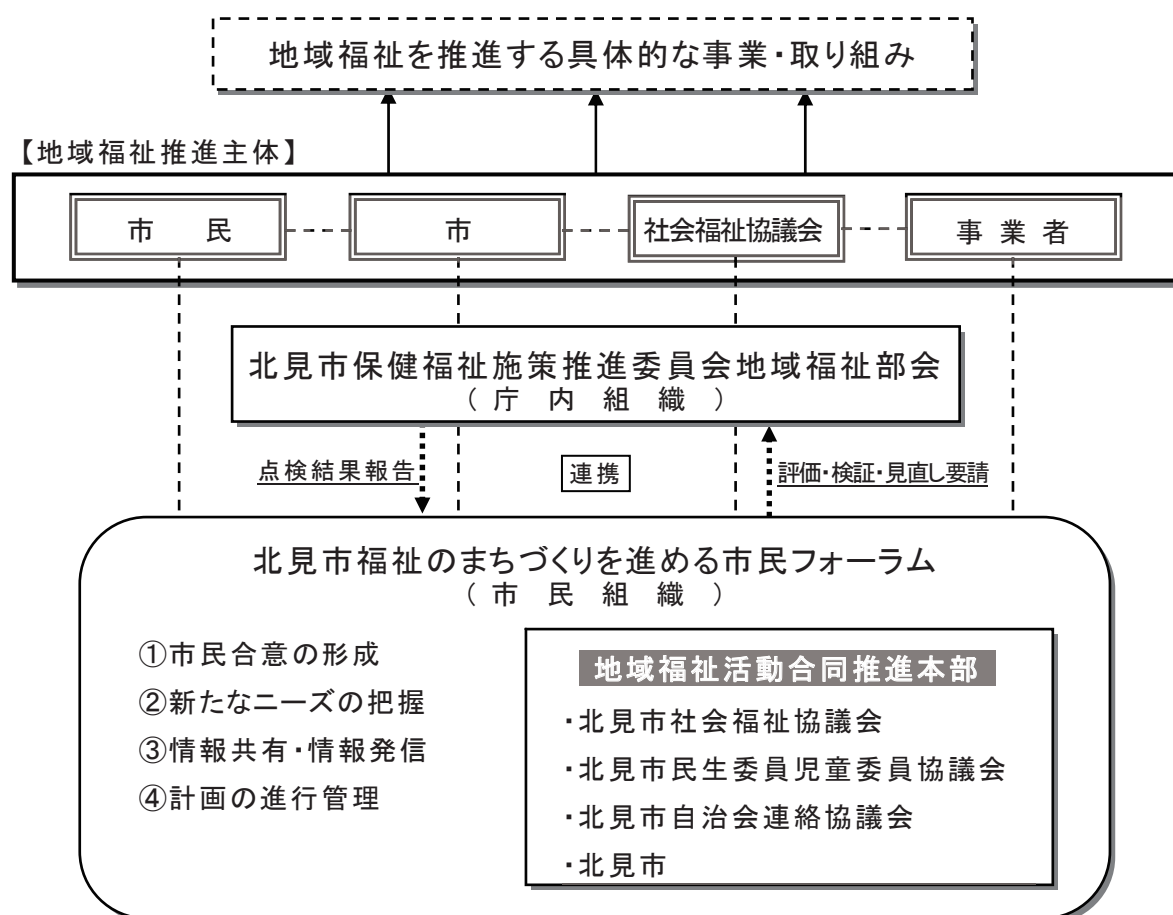 地域福祉を推進する具体的な事業・取り組み
【地域福祉推進主体】
市　民
市
社会福祉協議会
事 業 者
北見市保健福祉施策推進委員会地域福祉部会
（ 庁 内 組 織 ）
点検結果報告
連携
評価・検証・見直し要請
北見市福祉のまちづくりを進める市民フォーラム
（ 市 民 組 織 ）
①市民合意の形成
②新たなニーズの把握
③情報共有・情報発信
④計画の進行管理
地域福祉活動合同推進本部
・北見市社会福祉協議会
・北見市民生委員児童委員協議会
・北見市自治会連絡協議会
・北見市